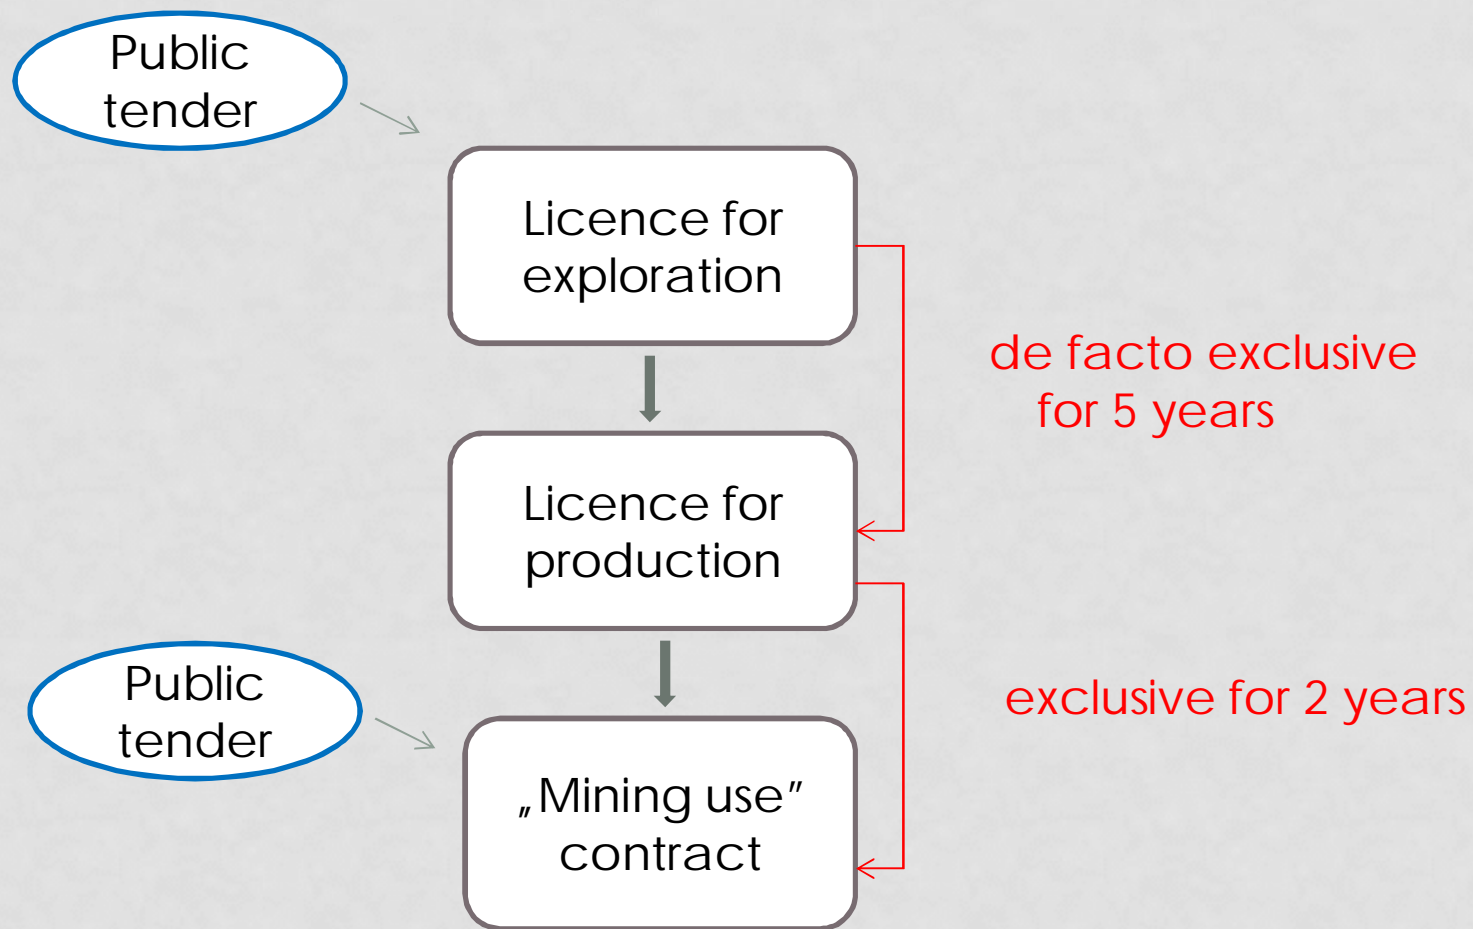 Public
tender
Licence for
exploration
de facto exclusive
for 5 years
Licence for
production
Public
tender
exclusive for 2 years
„Mining use”
contract